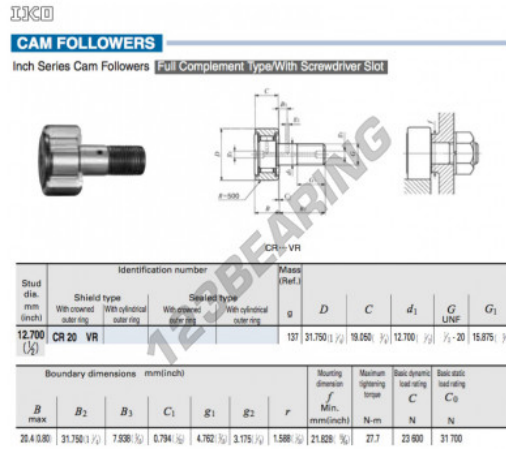 IKO
CAM FOLLOWERS
Inch Series Cam Followers Full Complement Type/With Screwdriver Slot
C
D
R=500
B
G
f
CR…VR
123BEARING
Stud dia. mm (inch)
Identification number
Mass (Ref.) g
Shield type
Sealed type
With crowned outer ring
With cylindrical outer ring
With crowned outer ring
With cylindrical outer ring
D C d1 G UNF G1
12.700 (½) CR 20 VR 137 31.750(1 ¼) 19.050( ¾) 12.700( ½) ½ - 20 15.875(
Boundary dimensions mm(inch)
Mounting dimension f Min. mm(inch)
Maximum tightening torque N-m
Basic dynamic load rating C N
Basic static load rating C0 N
B max B2 B3 C1 g1 g2 r
20.4(0.80) 31.750(1 ¼) 7.938( 5/16) 0.794( 1/32) 4.762( 3/16) 3.175( 1/8) 1.588( 1/16) 21.828( 27.7 23 600 31 700